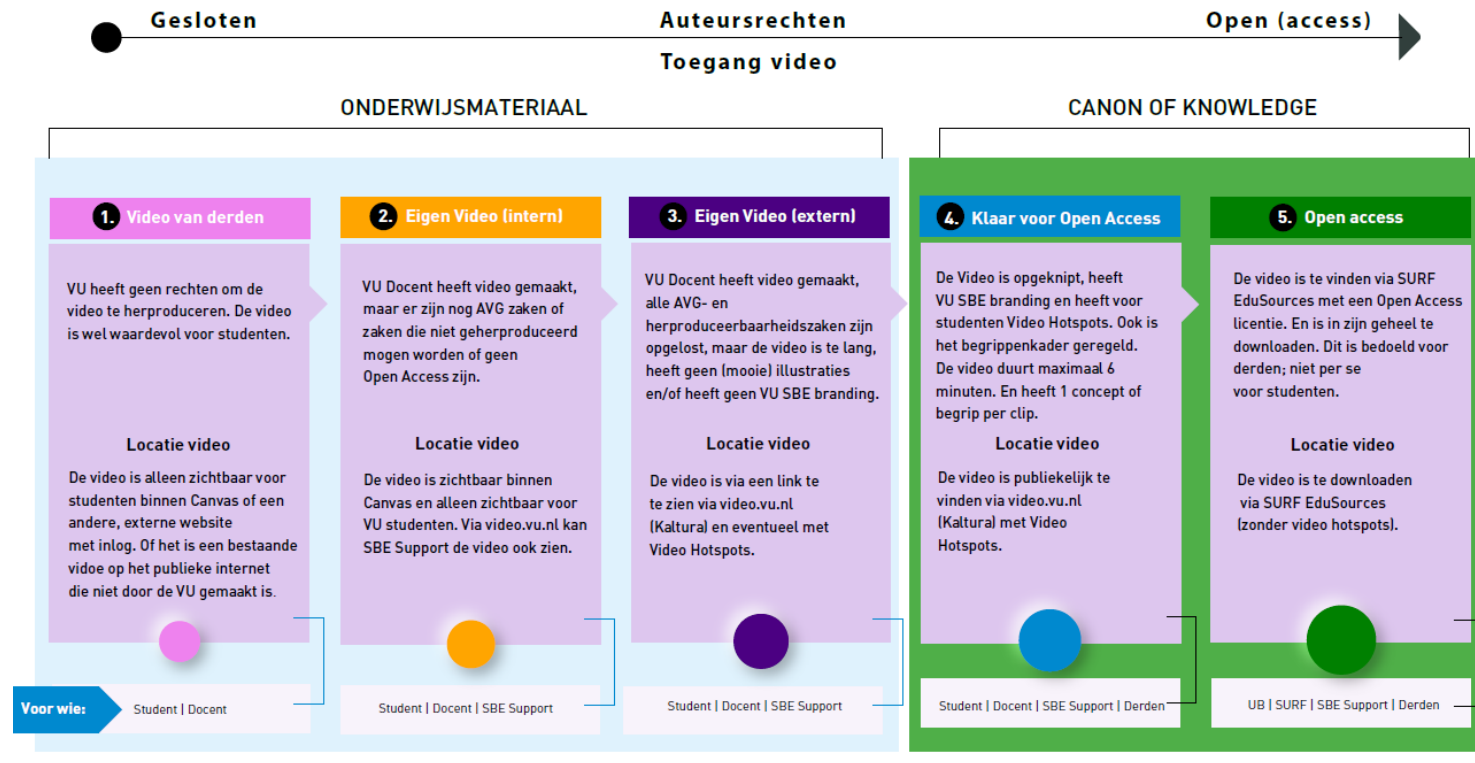 Gesloten
Auteursrechten
Open (access)
Toegang video
ONDERWIJSMATERIAAL
CANON OF KNOWLEDGE
1. Video van derden
VU heeft geen rechten om de
video te herproduceren. De video
is wel waardevol voor studenten.
Locatie video
De video is alleen zichtbaar voor
studenten binnen Canvas of een
andere, externe website
met inlog. Of het is een bestaande
vidoe op het publieke internet
die niet door de VU gemaakt is.
2. Eigen Video (intern)
VU Docent heeft video gemaakt,
maar er zijn nog AVG zaken of
zaken die niet geherproduceerd
mogen worden of geen
Open Access zijn.
Locatie video
De video is zichtbaar binnen
Canvas en alleen zichtbaar voor
VU studenten. Via video.vu.nl kan
SBE Support de video ook zien.
3. Eigen Video (extern)
VU Docent heeft video gemaakt,
alle AVG- en
herproduceerbaarheidszaken zijn
opgelost, maar de video is te lang,
heeft geen (mooie) illustraties
en/of heeft geen VU SBE branding.
Locatie video
De video is via een link te
te zien via video.vu.nl
(Kaltura) en eventueel met
Video Hotspots.
4. Klaar voor Open Access
De Video is opgeknipt, heeft
VU SBE branding en heeft voor
studenten Video Hotspots. Ook is
het begrippenkader geregeld.
De video duurt maximaal 6
minuten. En heeft 1 concept of
begrip per clip.
Locatie video
De video is publiekelijk te
vinden via video.vu.nl
(Kaltura) met Video
Hotspots.
5. Open access
De video is te vinden via SURF
EduSources met een Open Access
licentie. En is in zijn geheel te
downloaden. Dit is bedoeld voor
derden; niet per se
voor studenten.
Locatie video
De video is te downloaden
via SURF EduSources
(zonder video hotspots).
Voor wie:
Student | Docent
Student | Docent | SBE Support
Student | Docent | SBE Support
Student | Docent | SBE Support | Derden
UB | SURF | SBE Support | Derden